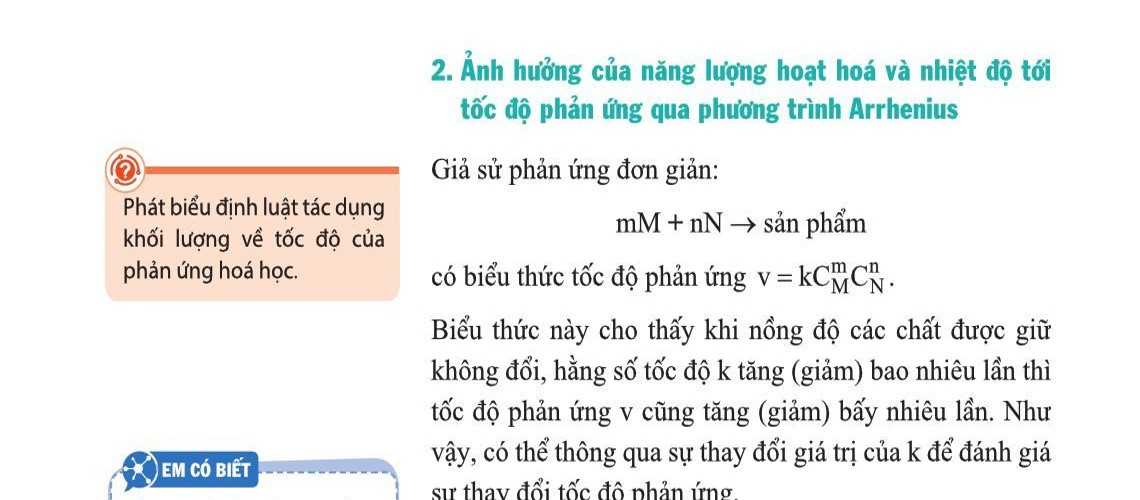 2. Ảnh hưởng của năng lượng hoạt hoá và nhiệt độ tới
tốc độ phản ứng qua phương trình Arrhenius
Phát biểu định luật tác dụng
khối lượng về tốc độ của
phản ứng hoá học.
Giả sử phản ứng đơn giản:
mM + nN → sản phẩm
có biểu thức tốc độ phản ứng v = kC_M^m C_N^n.
Biểu thức này cho thấy khi nồng độ các chất được giữ
không đổi, hằng số tốc độ k tăng (giảm) bao nhiêu lần thì
tốc độ phản ứng v cũng tăng (giảm) bấy nhiêu lần. Như
vậy, có thể thông qua sự thay đổi giá trị của k để đánh giá
sự thay đổi tốc độ phản ứng.
EM CÓ BIẾT